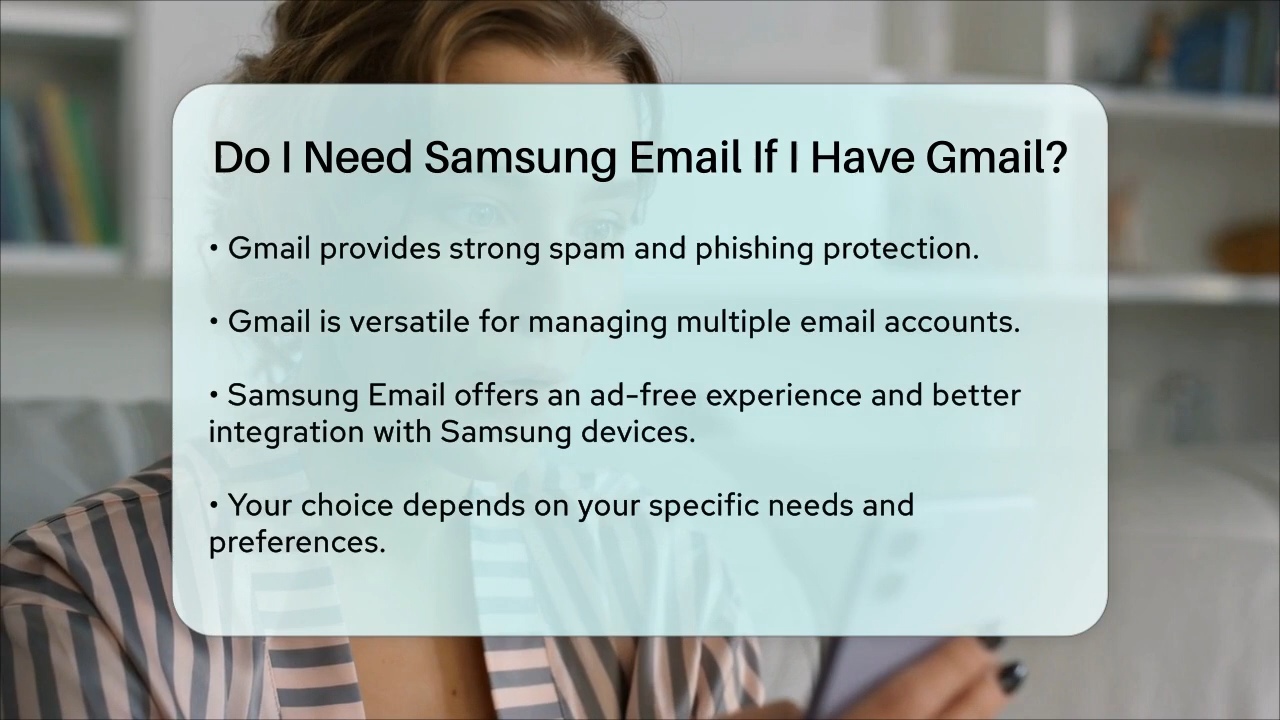 Do I Need Samsung Email If I Have Gmail?
• Gmail provides strong spam and phishing protection.
• Gmail is versatile for managing multiple email accounts.
• Samsung Email offers an ad-free experience and better
integration with Samsung devices.
• Your choice depends on your specific needs and
preferences.